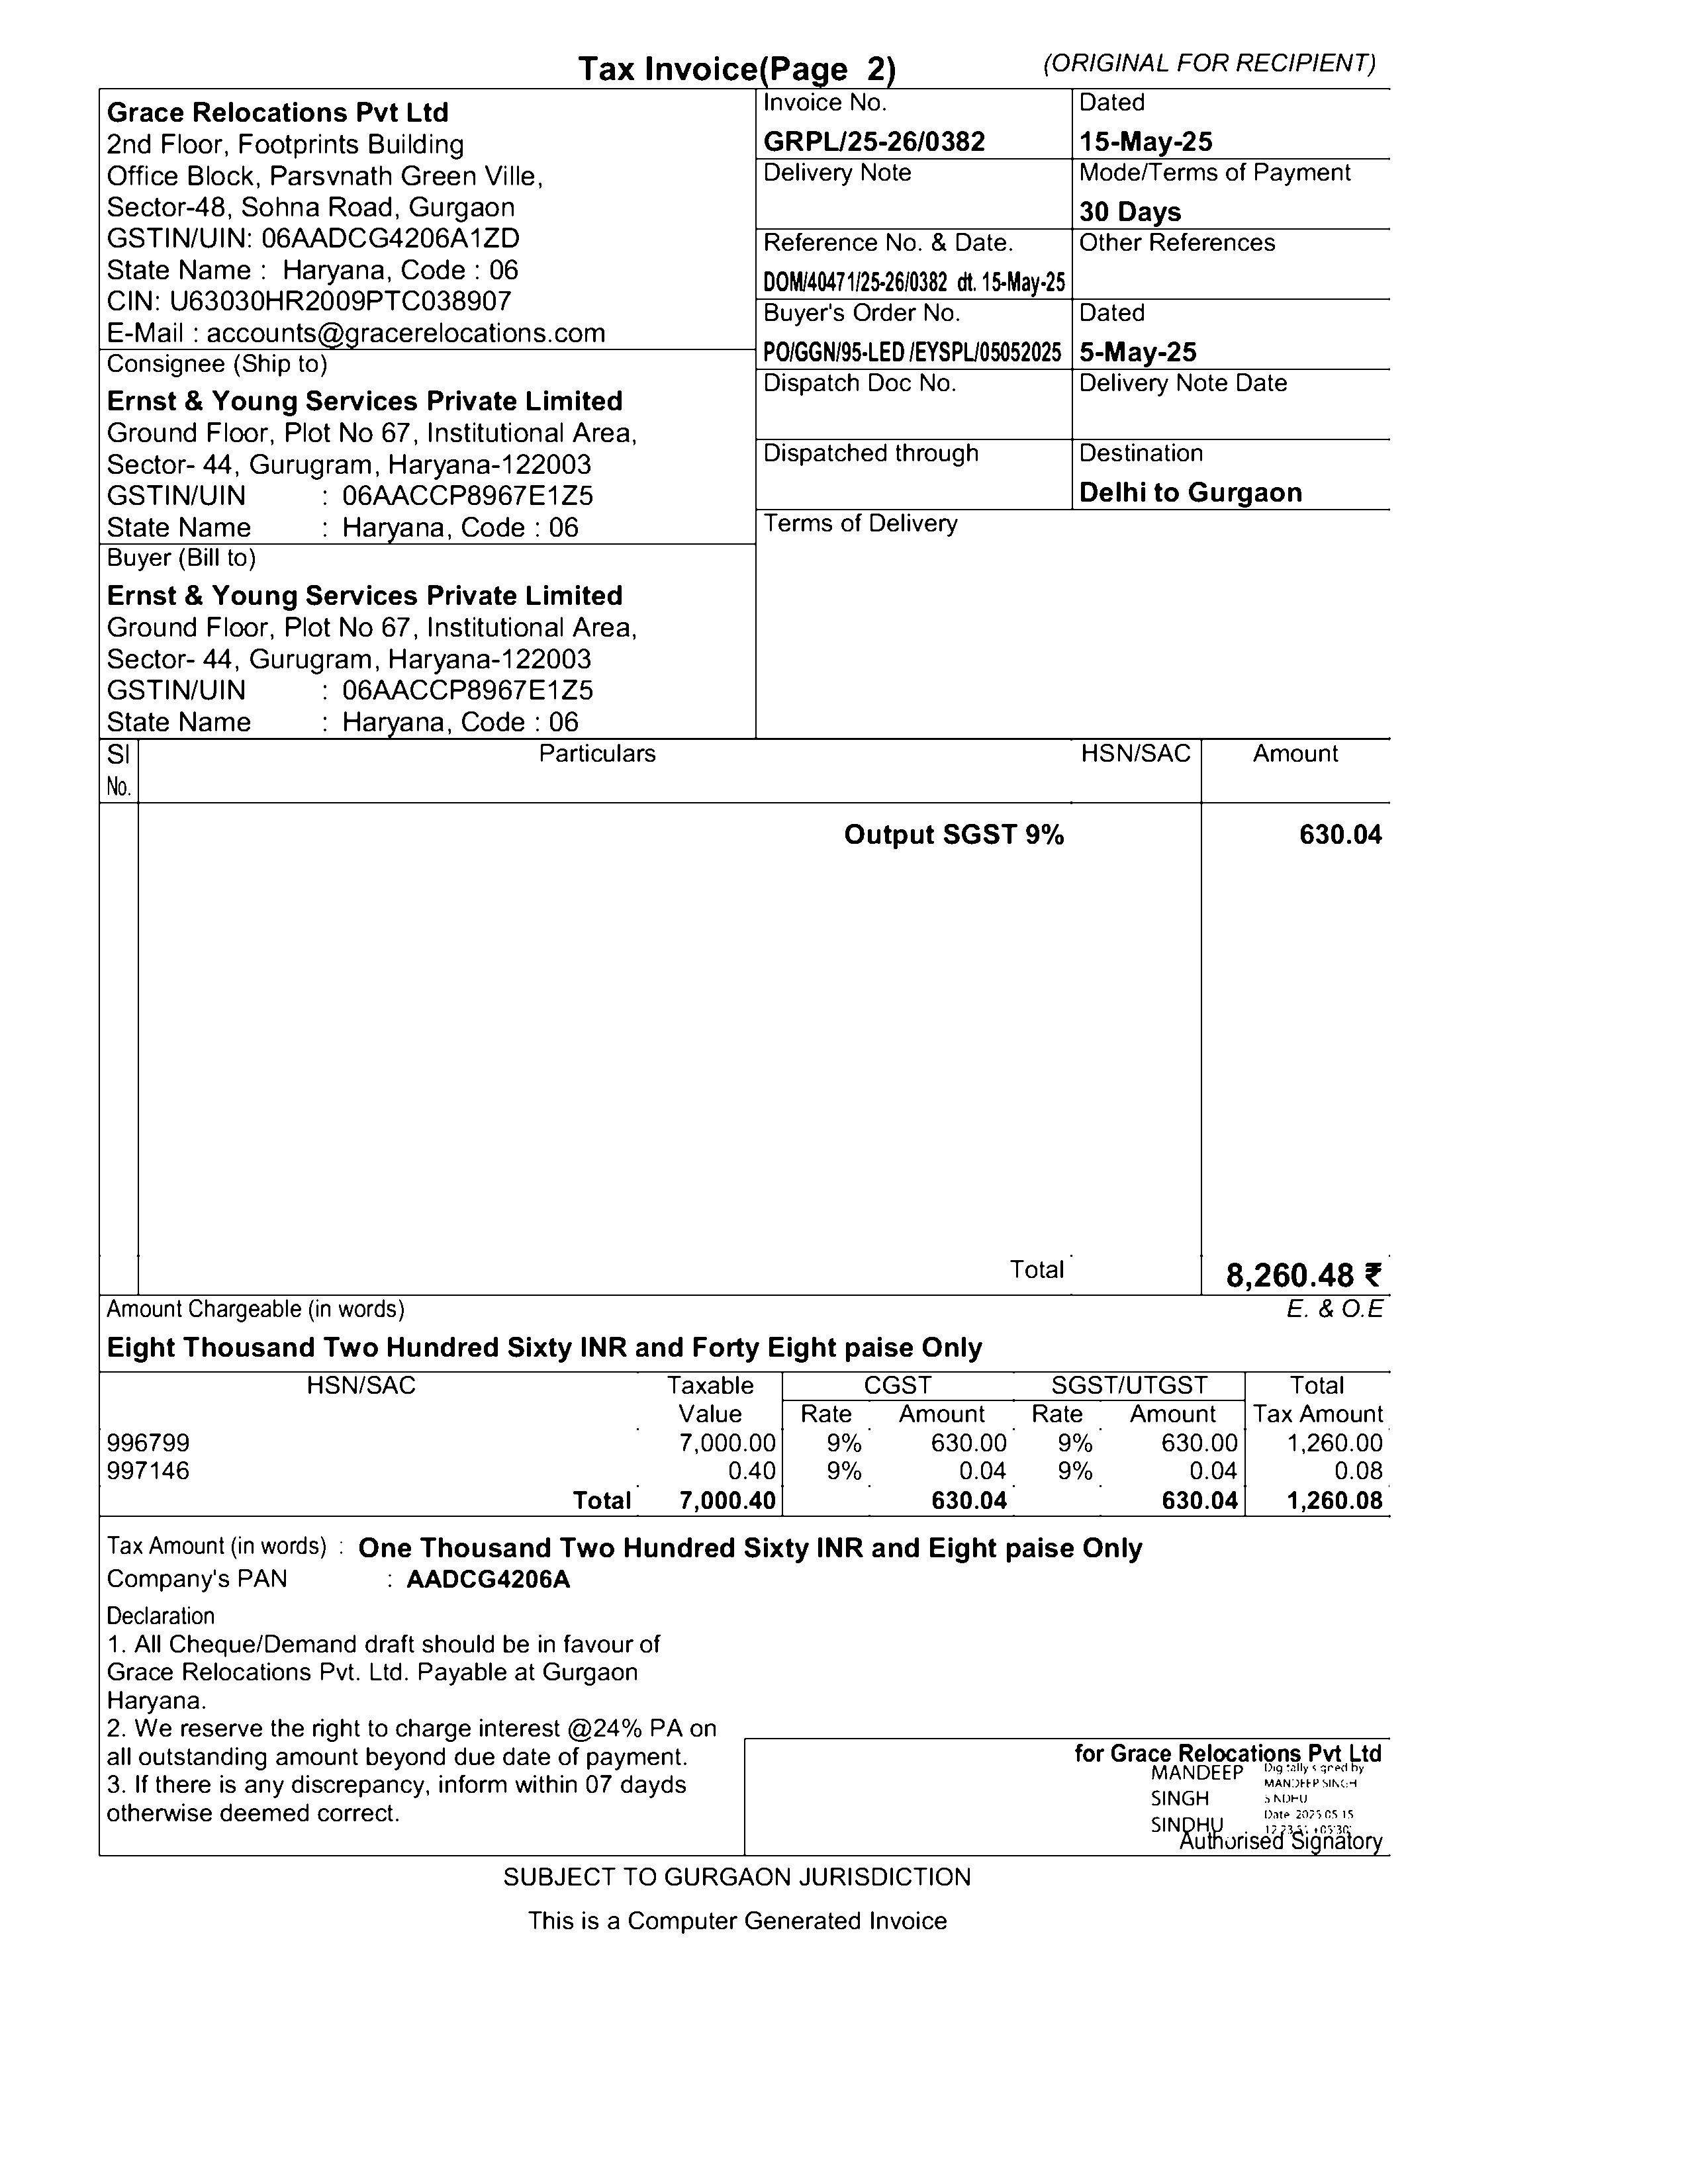 Tax Invoice(Page 2)
(ORIGINAL FOR RECIPIENT)
Grace Relocations Pvt Ltd
2nd Floor, Footprints Building
Office Block, Parsvnath Green Ville,
Sector-48, Sohna Road, Gurgaon
GSTIN/UIN: 06AADCG4206A1ZD
State Name : Haryana, Code : 06
CIN: U63030HR2009PTC038907
E-Mail : accounts@gracerelocations.com
Consignee (Ship to)
Ernst & Young Services Private Limited
Ground Floor, Plot No 67, Institutional Area,
Sector- 44, Gurugram, Haryana-122003
GSTIN/UIN : 06AACCP8967E1Z5
State Name : Haryana, Code : 06
Buyer (Bill to)
Ernst & Young Services Private Limited
Ground Floor, Plot No 67, Institutional Area,
Sector- 44, Gurugram, Haryana-122003
GSTIN/UIN : 06AACCP8967E1Z5
State Name : Haryana, Code : 06
Invoice No. Dated
GRPL/25-26/0382 15-May-25
Delivery Note Mode/Terms of Payment
30 Days
Reference No. & Date. Other References
DOM/40471/25-26/0382 dt. 15-May-25
Buyer's Order No. Dated
PO/GGN/95-LED /EYSPL/05052025 5-May-25
Dispatch Doc No. Delivery Note Date
Dispatched through Destination
Delhi to Gurgaon
Terms of Delivery
Sl Particulars HSN/SAC Amount
No.
Output SGST 9% 630.04
Total 8,260.48 ₹
Amount Chargeable (in words) E. & O.E
Eight Thousand Two Hundred Sixty INR and Forty Eight paise Only
HSN/SAC Taxable CGST SGST/UTGST Total
Value Rate Amount Rate Amount Tax Amount
996799 7,000.00 9% 630.00 9% 630.00 1,260.00
997146 0.40 9% 0.04 9% 0.04 0.08
Total 7,000.40 630.04 630.04 1,260.08
Tax Amount (in words) : One Thousand Two Hundred Sixty INR and Eight paise Only
Company's PAN : AADCG4206A
Declaration
1. All Cheque/Demand draft should be in favour of
Grace Relocations Pvt. Ltd. Payable at Gurgaon
Haryana.
2. We reserve the right to charge interest @24% PA on
all outstanding amount beyond due date of payment.
3. If there is any discrepancy, inform within 07 dayds
otherwise deemed correct.
for Grace Relocations Pvt Ltd
MANDEEP
SINGH
SINDHU
Digitally signed by
MANDEEP SINGH
SINDHU
Date 2025 05 15
Authorised Signatory
SUBJECT TO GURGAON JURISDICTION
This is a Computer Generated Invoice